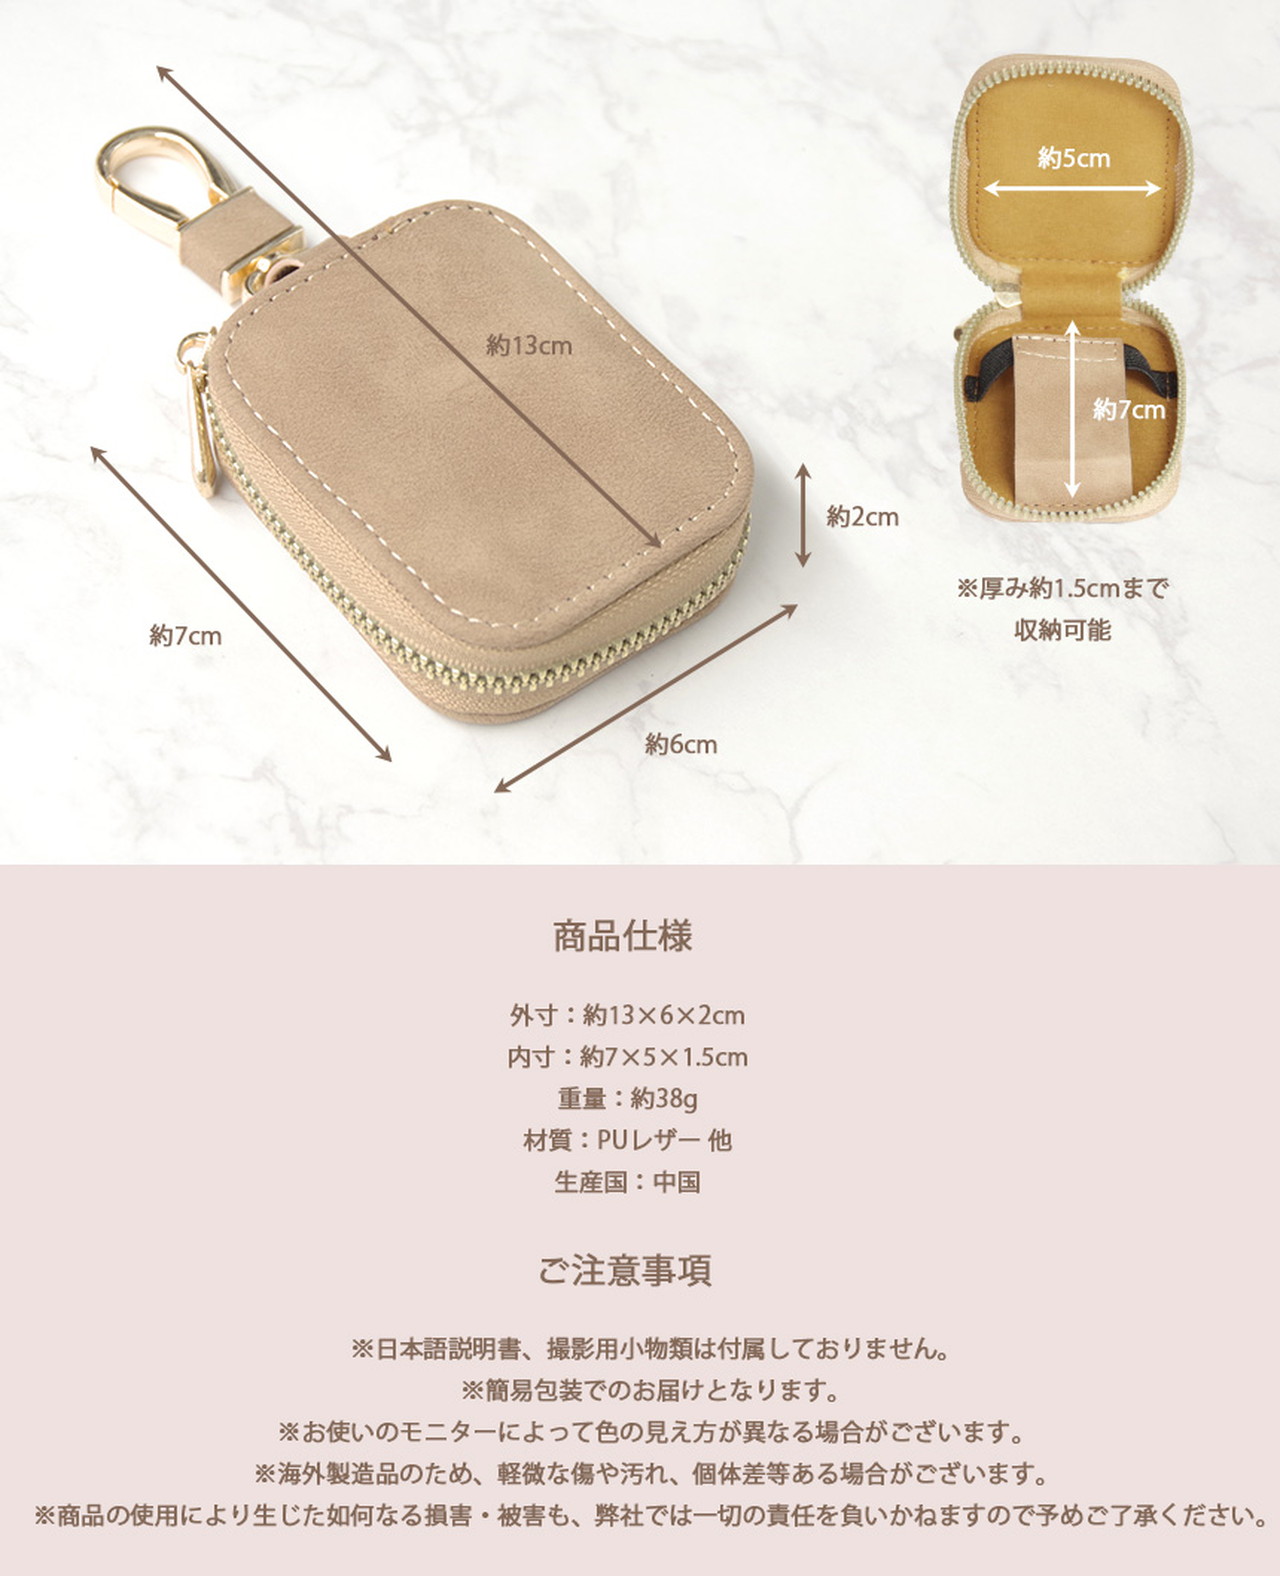 約5cm
約13cm
約7cm
約2cm
※厚み約1.5cmまで
収納可能
約7cm
約6cm
商品仕様
外寸：約13×6×2cm
内寸：約7×5×1.5cm
重量：約38g
材質：PUレザー 他
生産国：中国
ご注意事項
※日本語説明書、撮影用小物類は付属しておりません。
※簡易包装でのお届けとなります。
※お使いのモニターによって色の見え方が異なる場合がございます。
※海外製造品のため、軽微な傷や汚れ、個体差等ある場合がございます。
※商品の使用により生じた如何なる損害・被害も、弊社では一切の責任を負いかねますので予めご了承ください。